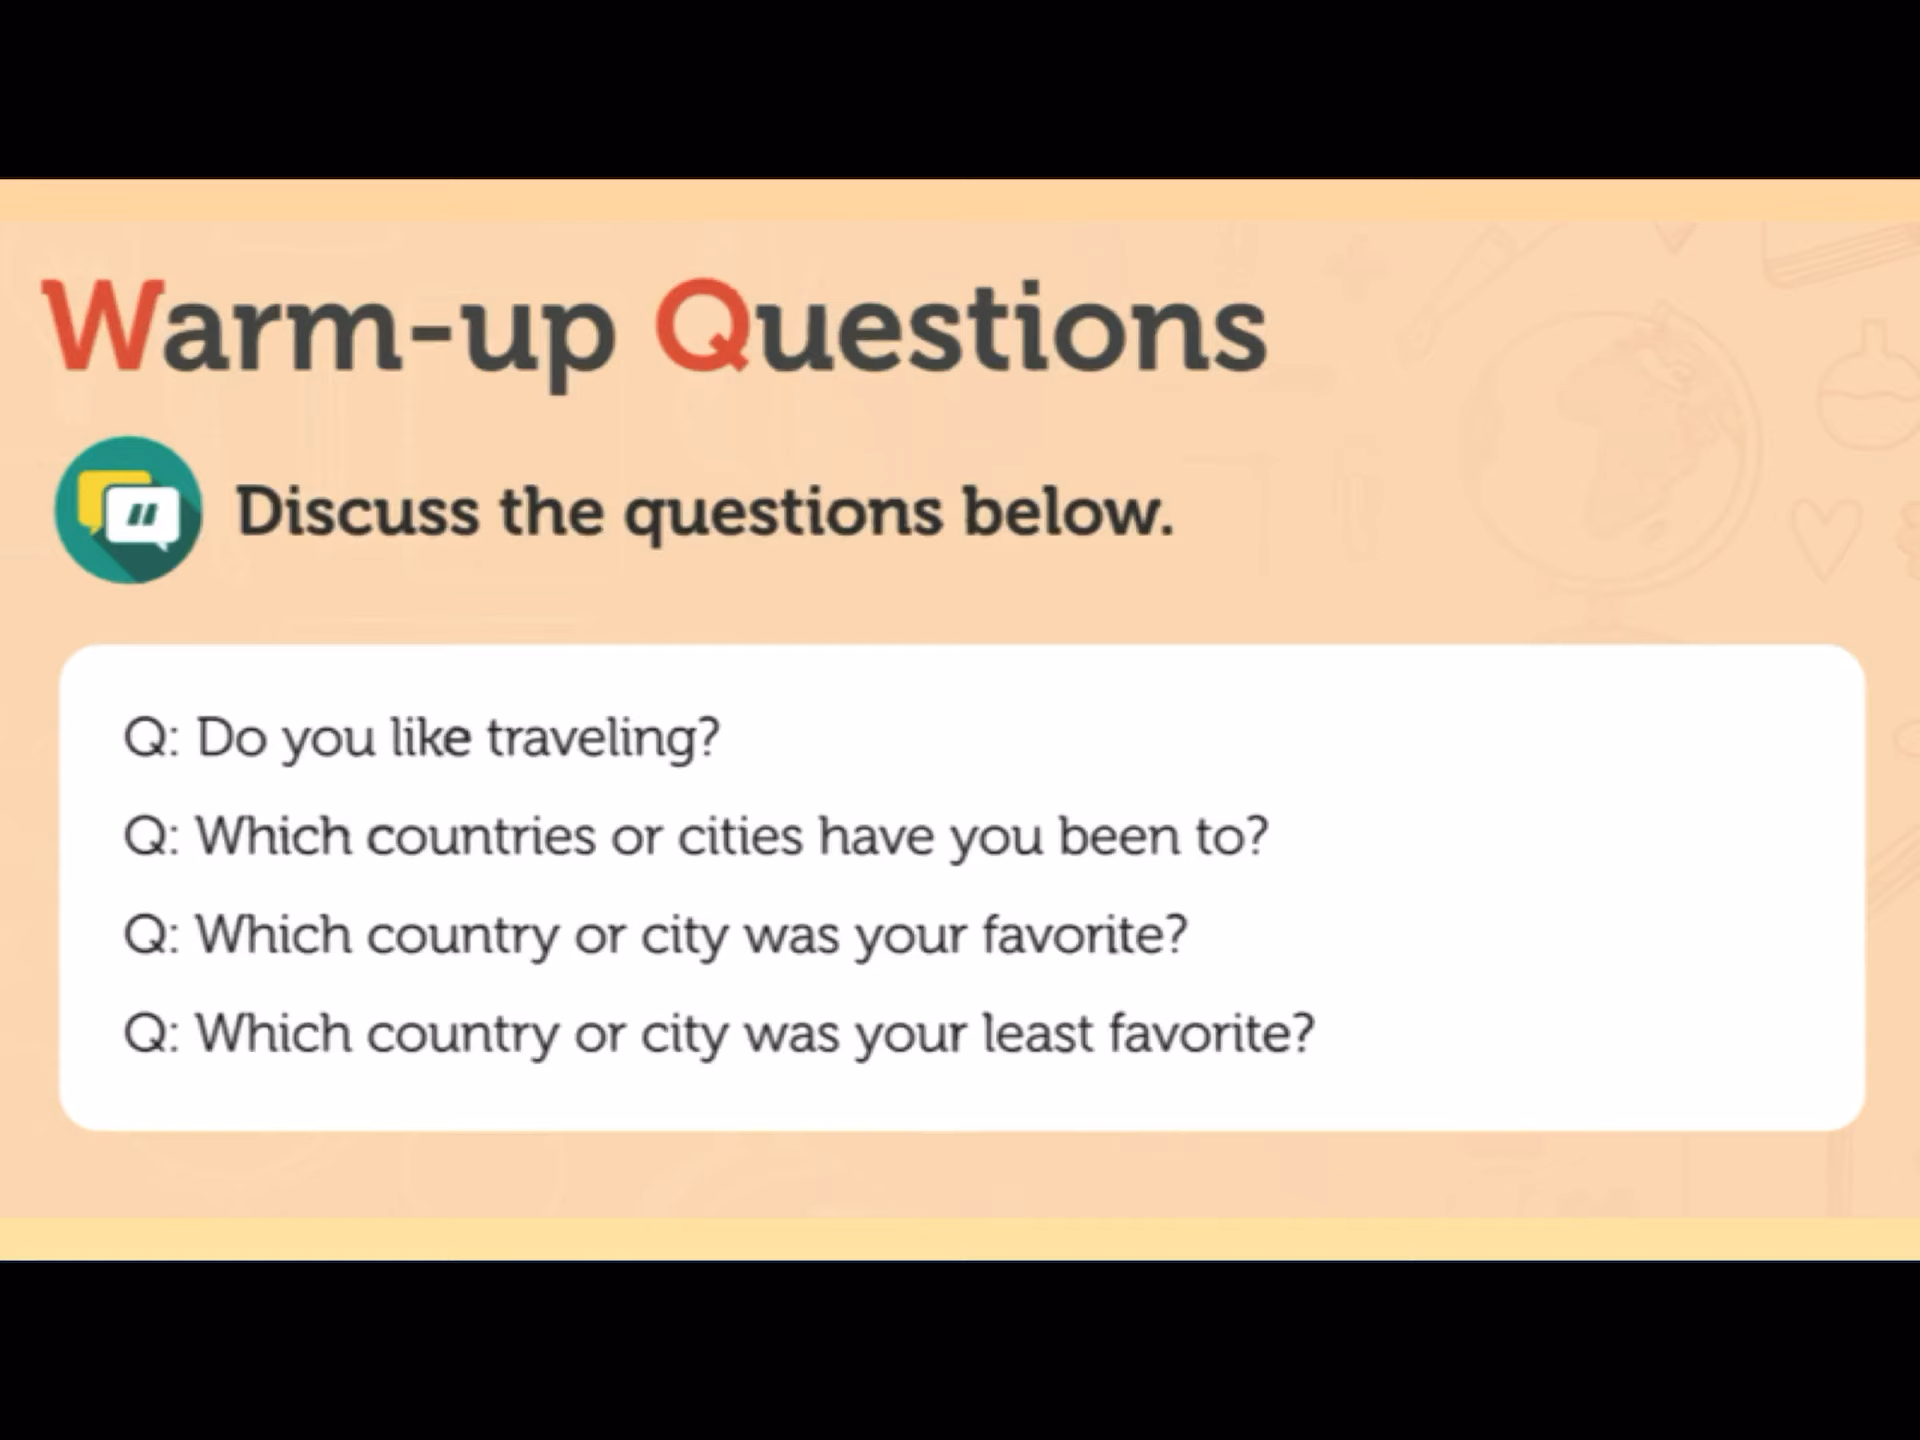 Warm-up Questions
Discuss the questions below.
Q: Do you like traveling?
Q: Which countries or cities have you been to?
Q: Which country or city was your favorite?
Q: Which country or city was your least favorite?